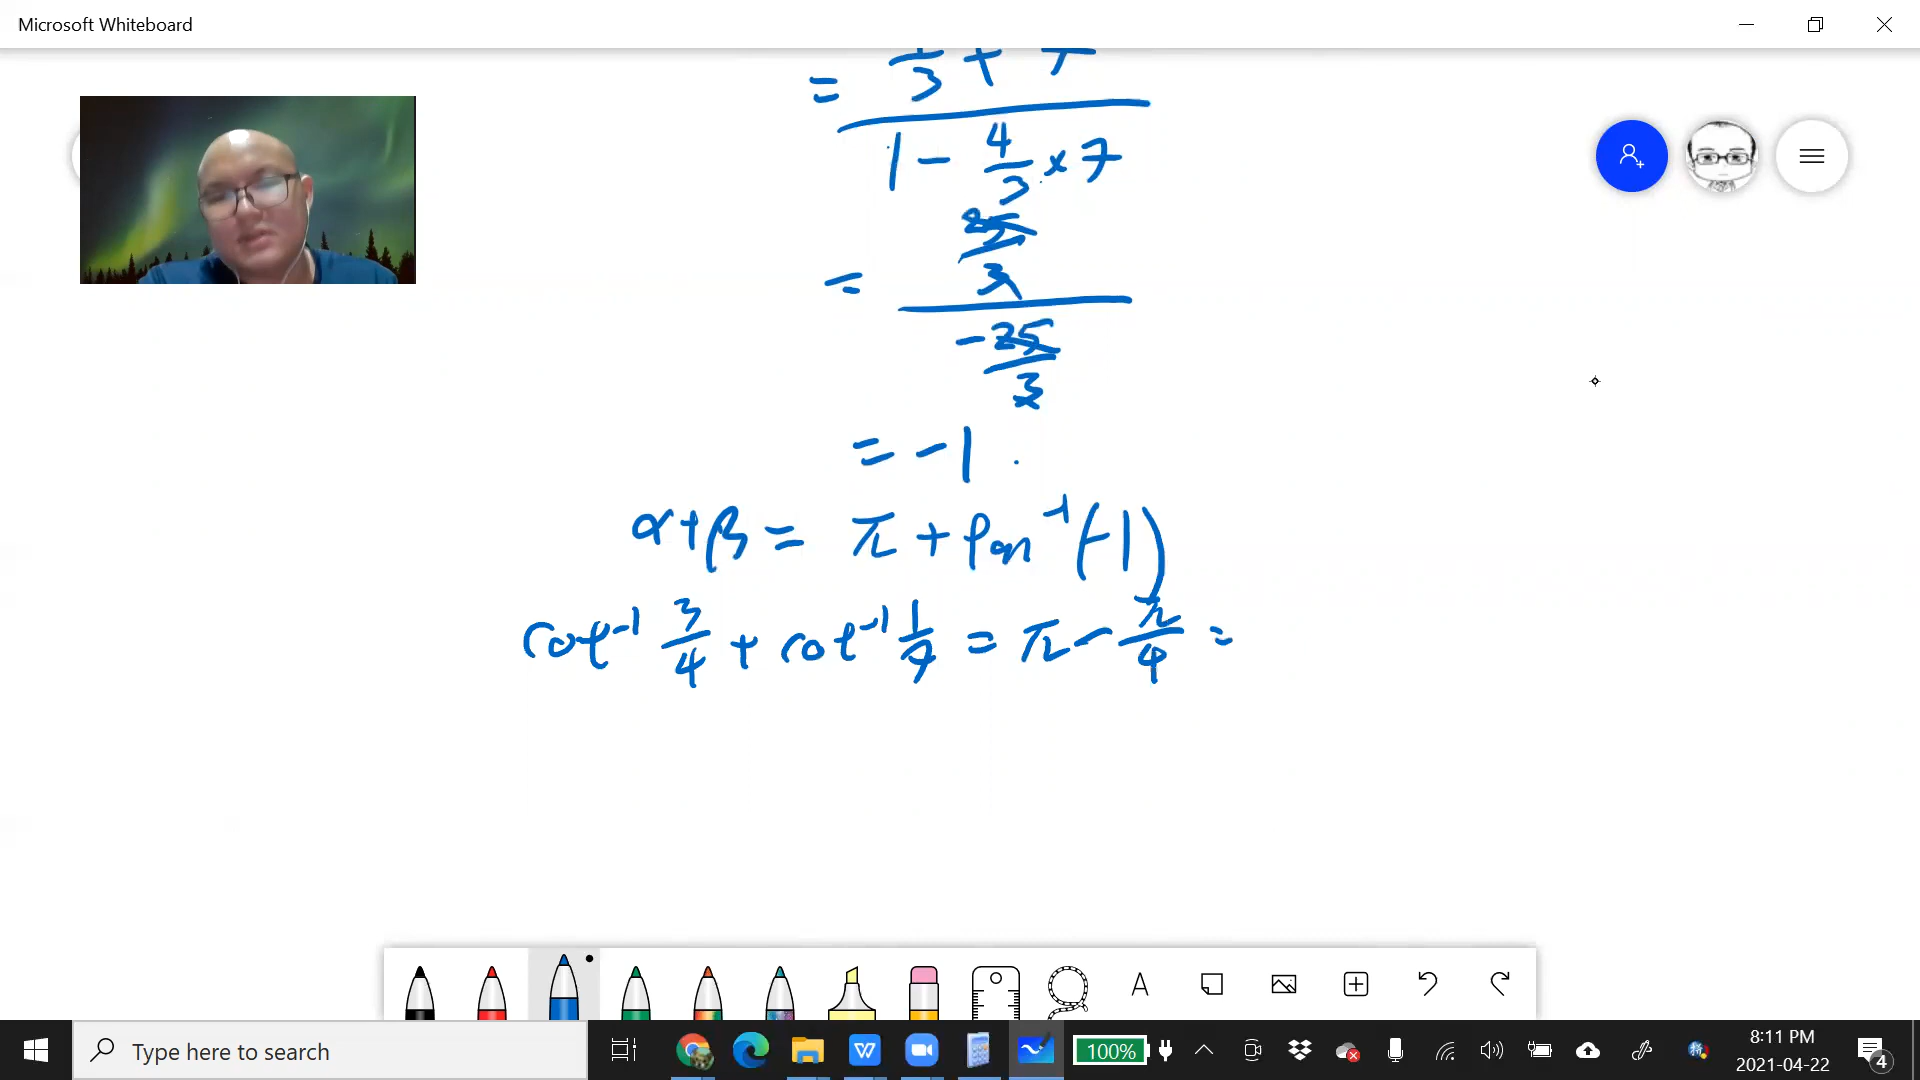 Microsoft Whiteboard
= 3 +
1 - 4/3 × 7
= 25/3
-25/3
= -1 .
α+β = π + tan⁻¹(-1)
cot⁻¹ 3/4 + cot⁻¹ 1/7 = π - π/4 =
A
Type here to search
W
100%
8:11 PM
2021-04-22
4